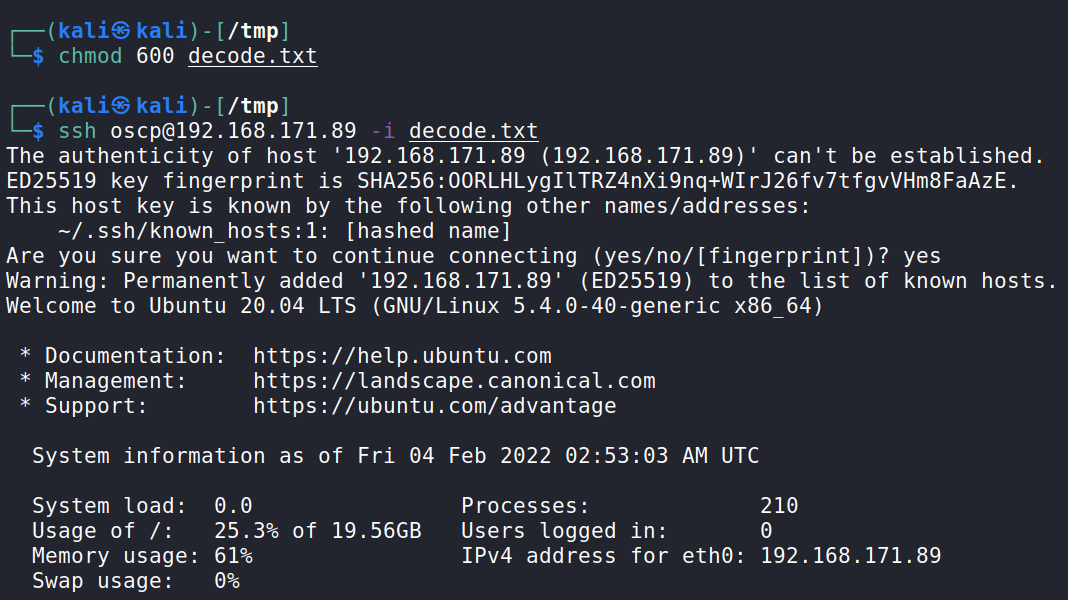 ┌──(kali㉿kali)-[/tmp]
└─$ chmod 600 decode.txt
┌──(kali㉿kali)-[/tmp]
└─$ ssh oscp@192.168.171.89 -i decode.txt
The authenticity of host '192.168.171.89 (192.168.171.89)' can't be established.
ED25519 key fingerprint is SHA256:OORLHLygIlTRZ4nXi9nq+WIrJ26fv7tfgvVHm8FaAzE.
This host key is known by the following other names/addresses:
    ~/.ssh/known_hosts:1: [hashed name]
Are you sure you want to continue connecting (yes/no/[fingerprint])? yes
Warning: Permanently added '192.168.171.89' (ED25519) to the list of known hosts.
Welcome to Ubuntu 20.04 LTS (GNU/Linux 5.4.0-40-generic x86_64)
 * Documentation:  https://help.ubuntu.com
 * Management:     https://landscape.canonical.com
 * Support:        https://ubuntu.com/advantage
  System information as of Fri 04 Feb 2022 02:53:03 AM UTC
  System load:  0.0                Processes:             210
  Usage of /:   25.3% of 19.56GB   Users logged in:       0
  Memory usage: 61%                IPv4 address for eth0: 192.168.171.89
  Swap usage:   0%